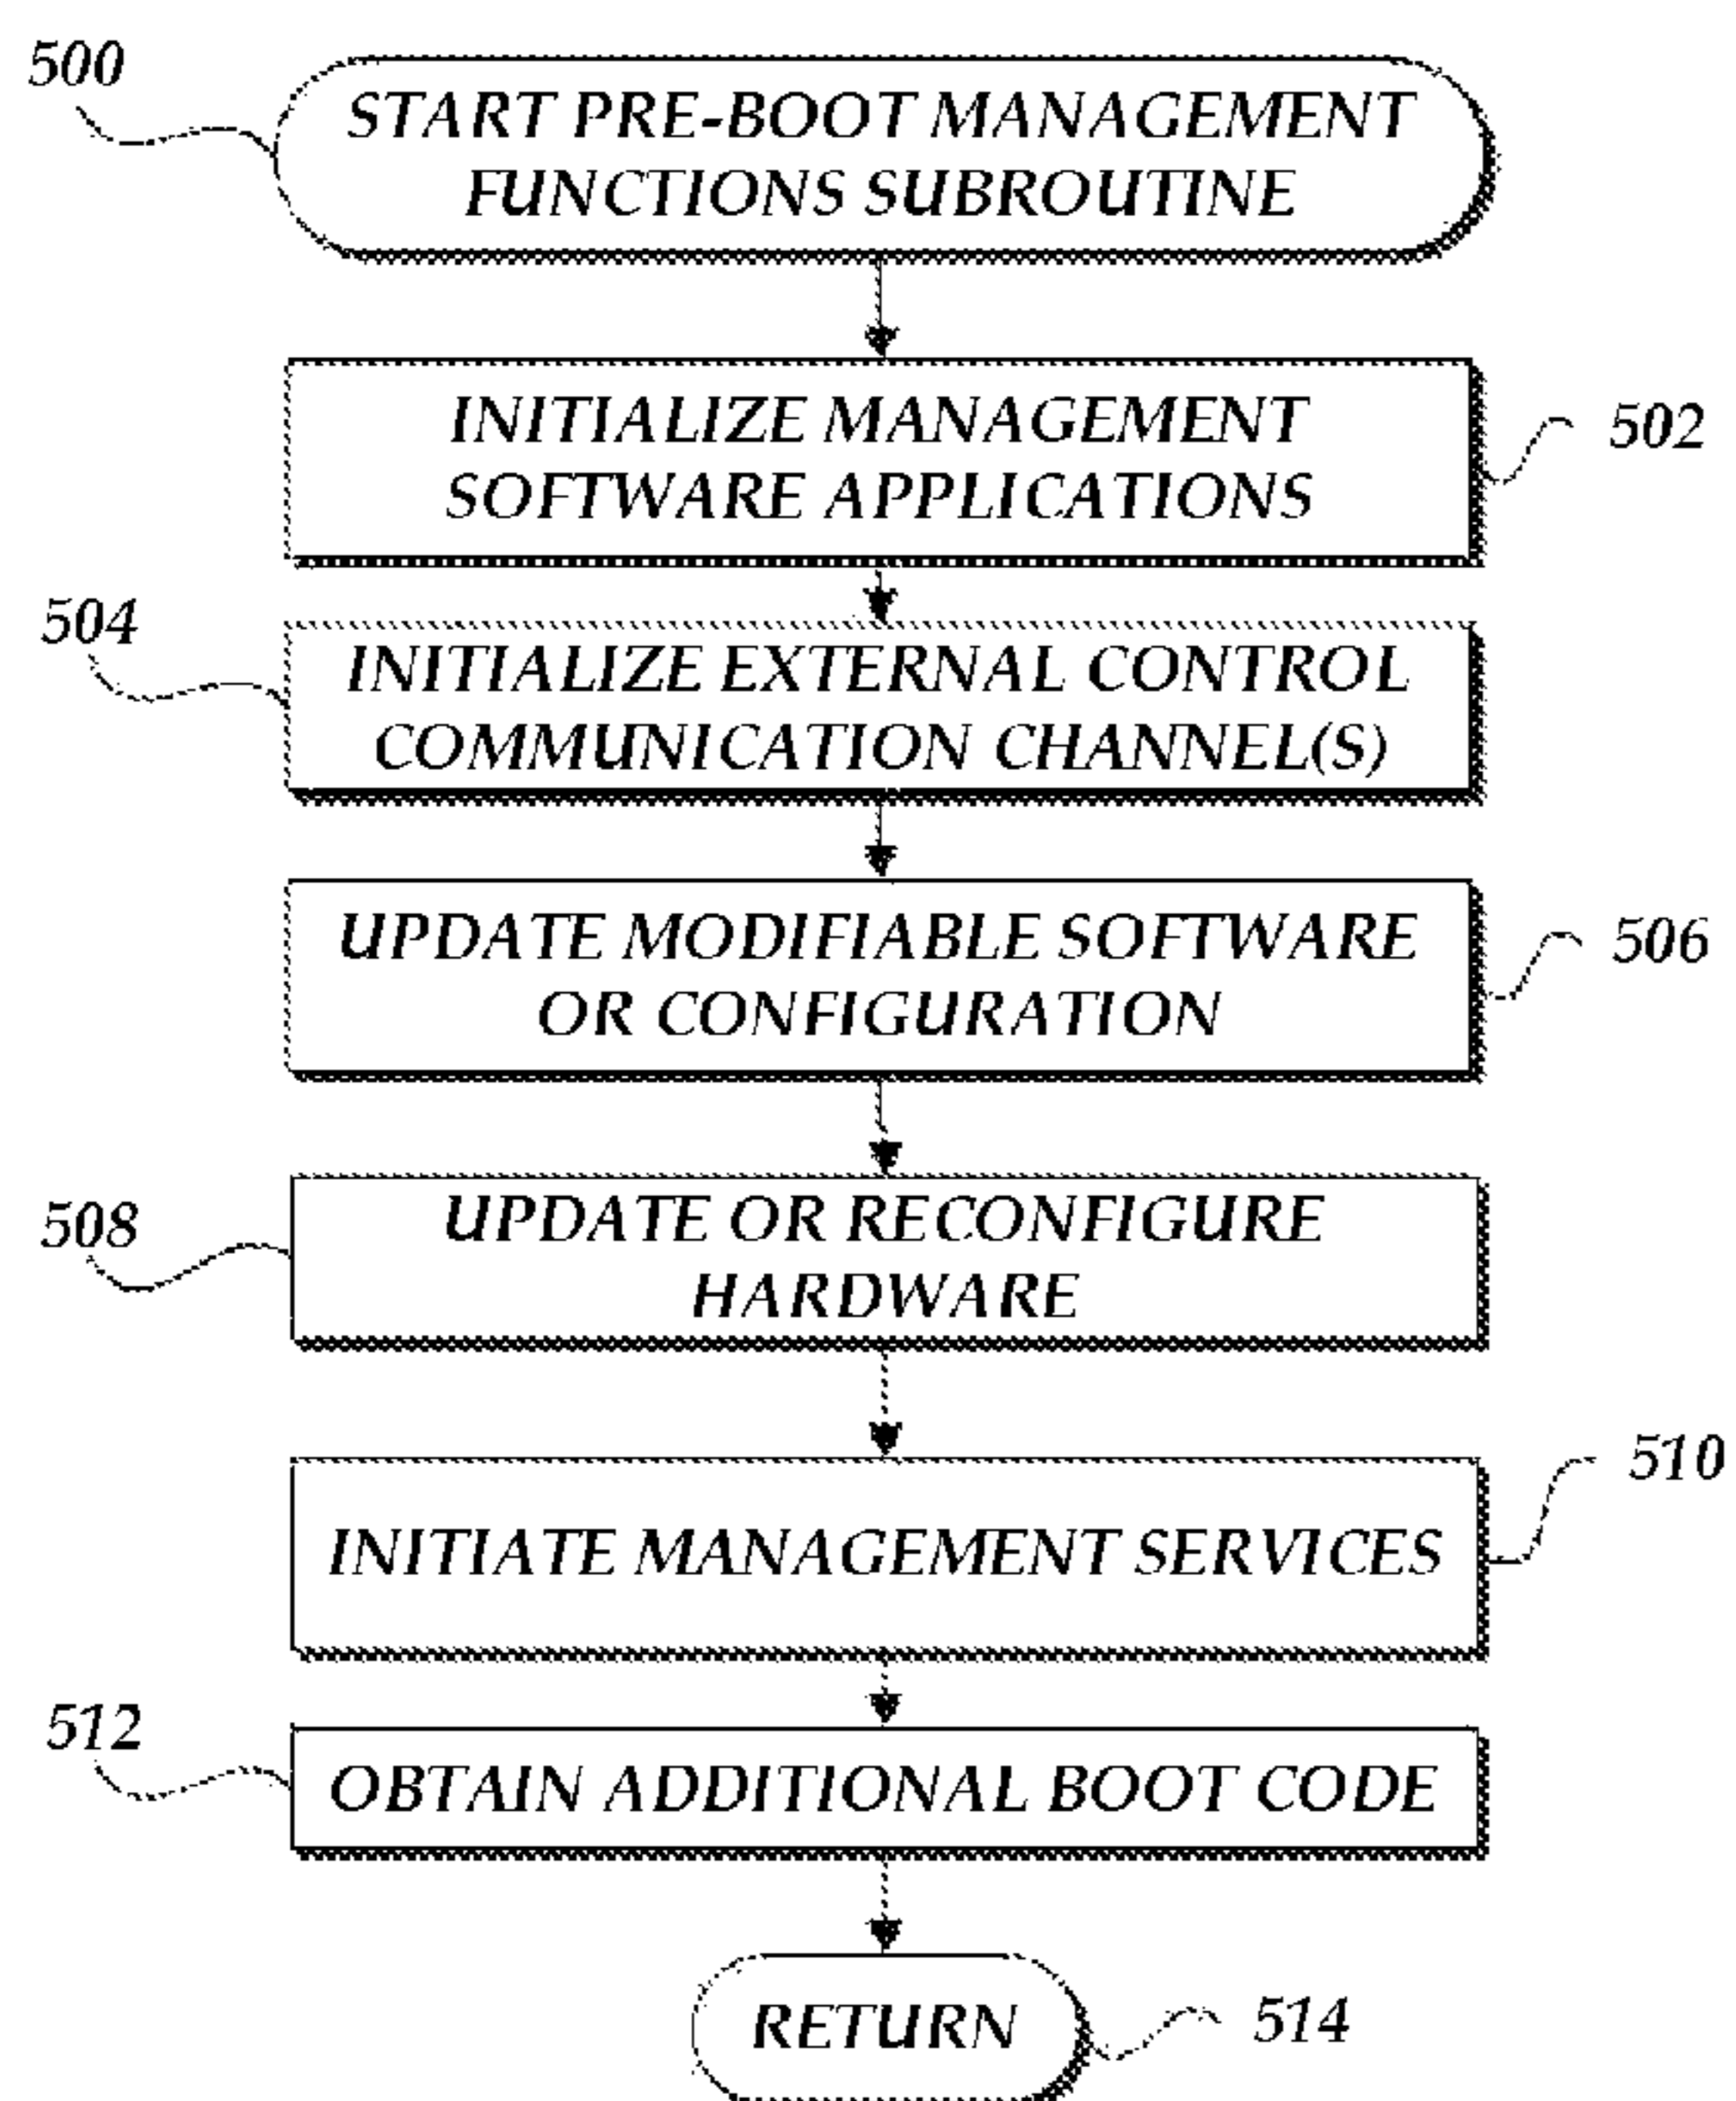 500
START PRE-BOOT MANAGEMENT
FUNCTIONS SUBROUTINE
INITIALIZE MANAGEMENT
SOFTWARE APPLICATIONS
502
504
INITIALIZE EXTERNAL CONTROL
COMMUNICATION CHANNEL(S)
UPDATE MODIFIABLE SOFTWARE
OR CONFIGURATION
506
508
UPDATE OR RECONFIGURE
HARDWARE
510
INITIATE MANAGEMENT SERVICES
512
OBTAIN ADDITIONAL BOOT CODE
RETURN
514